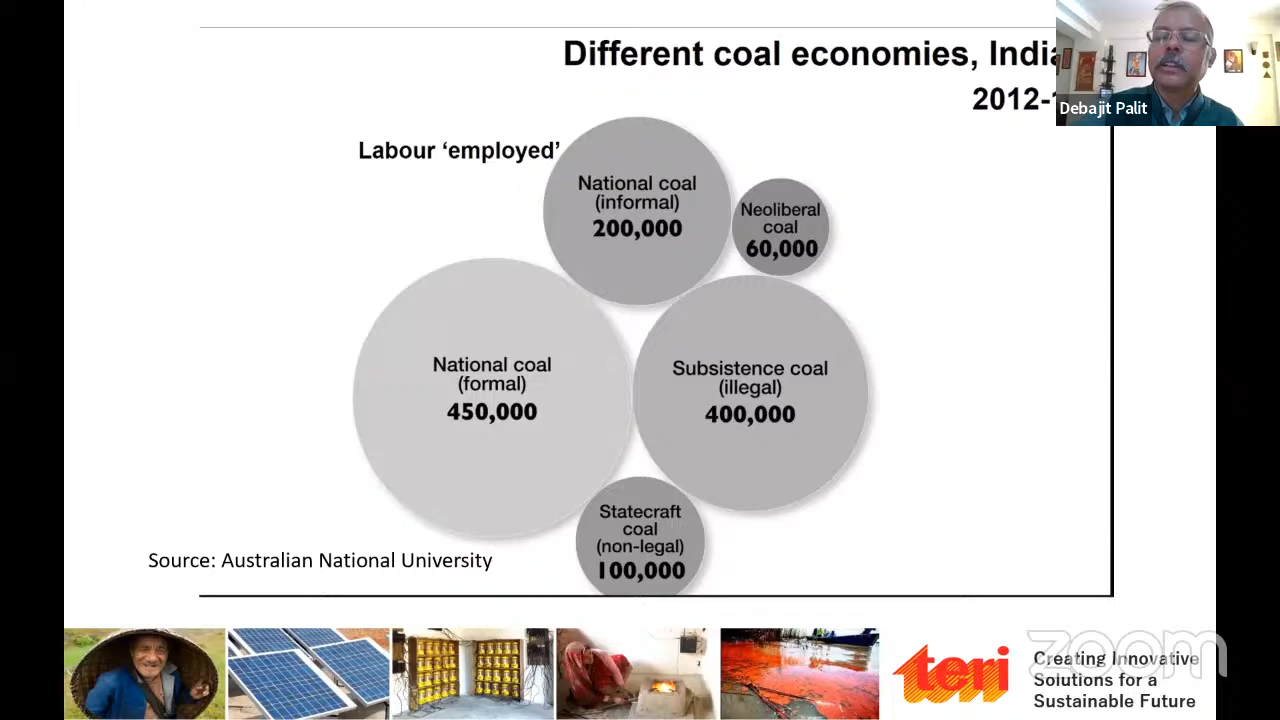 Different coal economies, India
2012-
Debajit Palit
Labour ‘employed’
National coal
(informal)
200,000
Neoliberal
coal
60,000
National coal
(formal)
450,000
Subsistence coal
(illegal)
400,000
Statecraft
coal
(non-legal)
100,000
Source: Australian National University
teri
Creating Innovative
Solutions for a
Sustainable Future
zoom